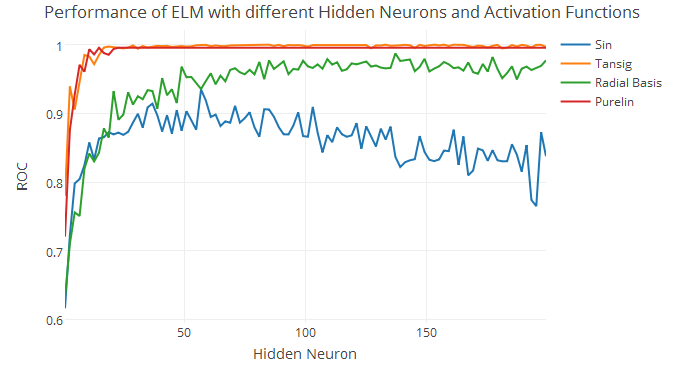 Performance of ELM with different Hidden Neurons and Activation Functions
Sin
Tansig
Radial Basis
Purelin
1
0.9
0.8
0.7
0.6
ROC
50
100
150
Hidden Neuron